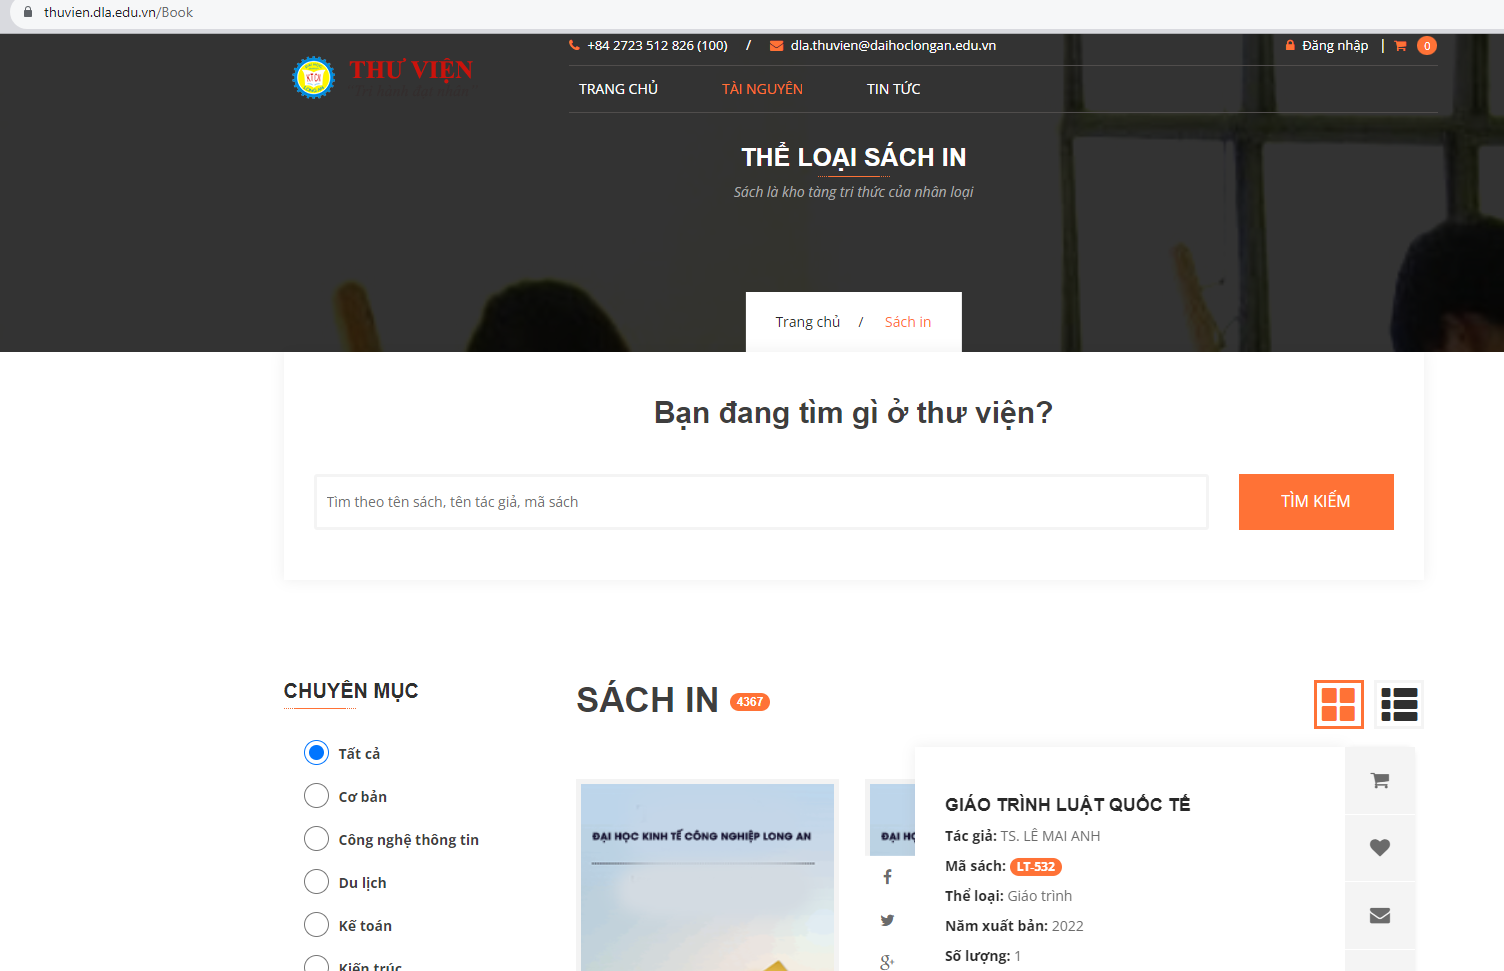 thuvien.dla.edu.vn/Book
+84 2723 512 826 (100) / dla.thuvien@daihoclongan.edu.vn
Đăng nhập | 0
THƯ VIỆN
TRANG CHỦ TÀI NGUYÊN TIN TỨC
THỂ LOẠI SÁCH IN
Sách là kho tàng tri thức của nhân loại
Trang chủ / Sách in
Bạn đang tìm gì ở thư viện?
Tìm theo tên sách, tên tác giả, mã sách
TÌM KIẾM
CHUYÊN MỤC
Tất cả
Cơ bản
Công nghệ thông tin
Du lịch
Kế toán
Kiến trúc
SÁCH IN 4367
ĐẠI HỌC KINH TẾ CÔNG NGHIỆP LONG AN
ĐẠI HỌ
GIÁO TRÌNH LUẬT QUỐC TẾ
Tác giả: TS. LÊ MAI ANH
Mã sách: LT-532
Thể loại: Giáo trình
Năm xuất bản: 2022
Số lượng: 1